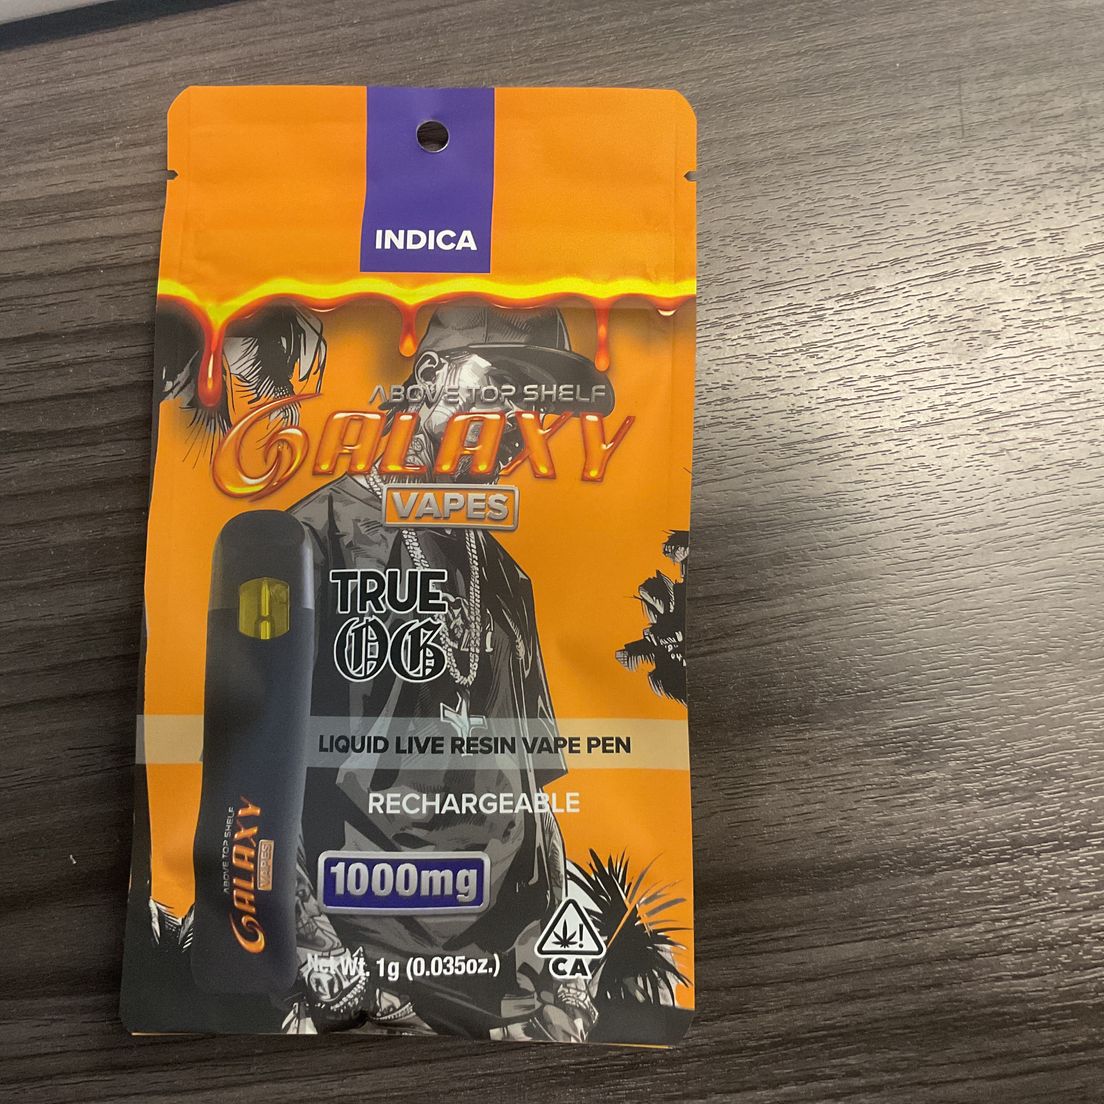 INDICA
ABOVE TOP SHELF
GALAXY
VAPES
TRUE
OG
LIQUID LIVE RESIN VAPE PEN
RECHARGEABLE
1000mg
Net Wt. 1g (0.035oz.)
!
CA
ABOVE TOP SHELF
GALAXY
VAPES